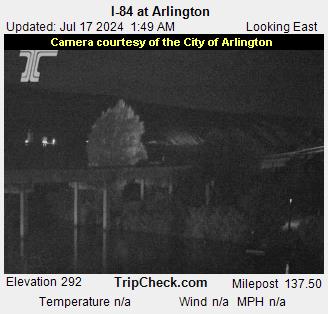 I-84 at Arlington
Updated: Jul 17 2024 1:49 AM Looking East
Camera courtesy of the City of Arlington
Elevation 292 TripCheck.com Milepost 137.50
Temperature n/a Wind n/a MPH n/a